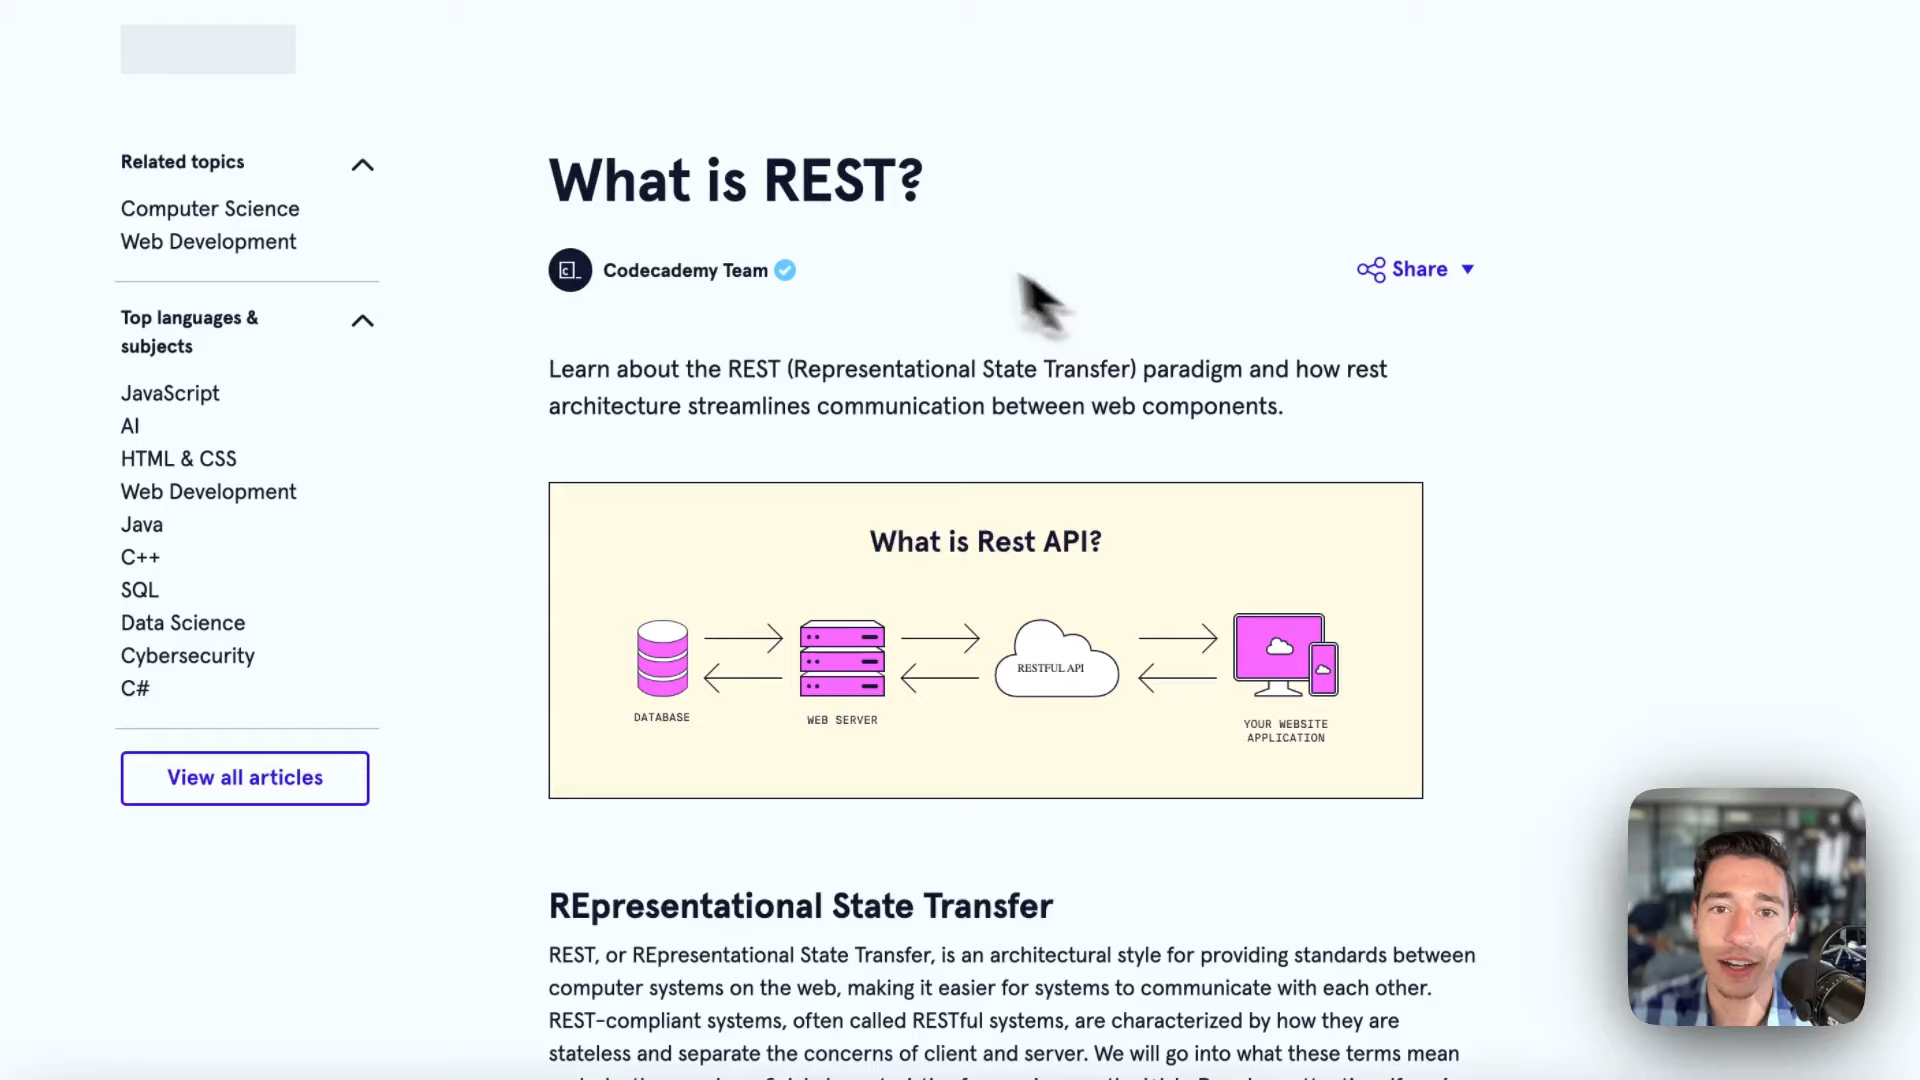 Related topics
Computer Science
Web Development
Top languages &
subjects
JavaScript
AI
HTML & CSS
Web Development
Java
C++
SQL
Data Science
Cybersecurity
C#
View all articles
What is REST?
Codecademy Team
Share
Learn about the REST (Representational State Transfer) paradigm and how rest
architecture streamlines communication between web components.
What is Rest API?
RESTFUL API
DATABASE
WEB SERVER
YOUR WEBSITE
APPLICATION
REpresentational State Transfer
REST, or REpresentational State Transfer, is an architectural style for providing standards between
computer systems on the web, making it easier for systems to communicate with each other.
REST-compliant systems, often called RESTful systems, are characterized by how they are
stateless and separate the concerns of client and server. We will go into what these terms mean